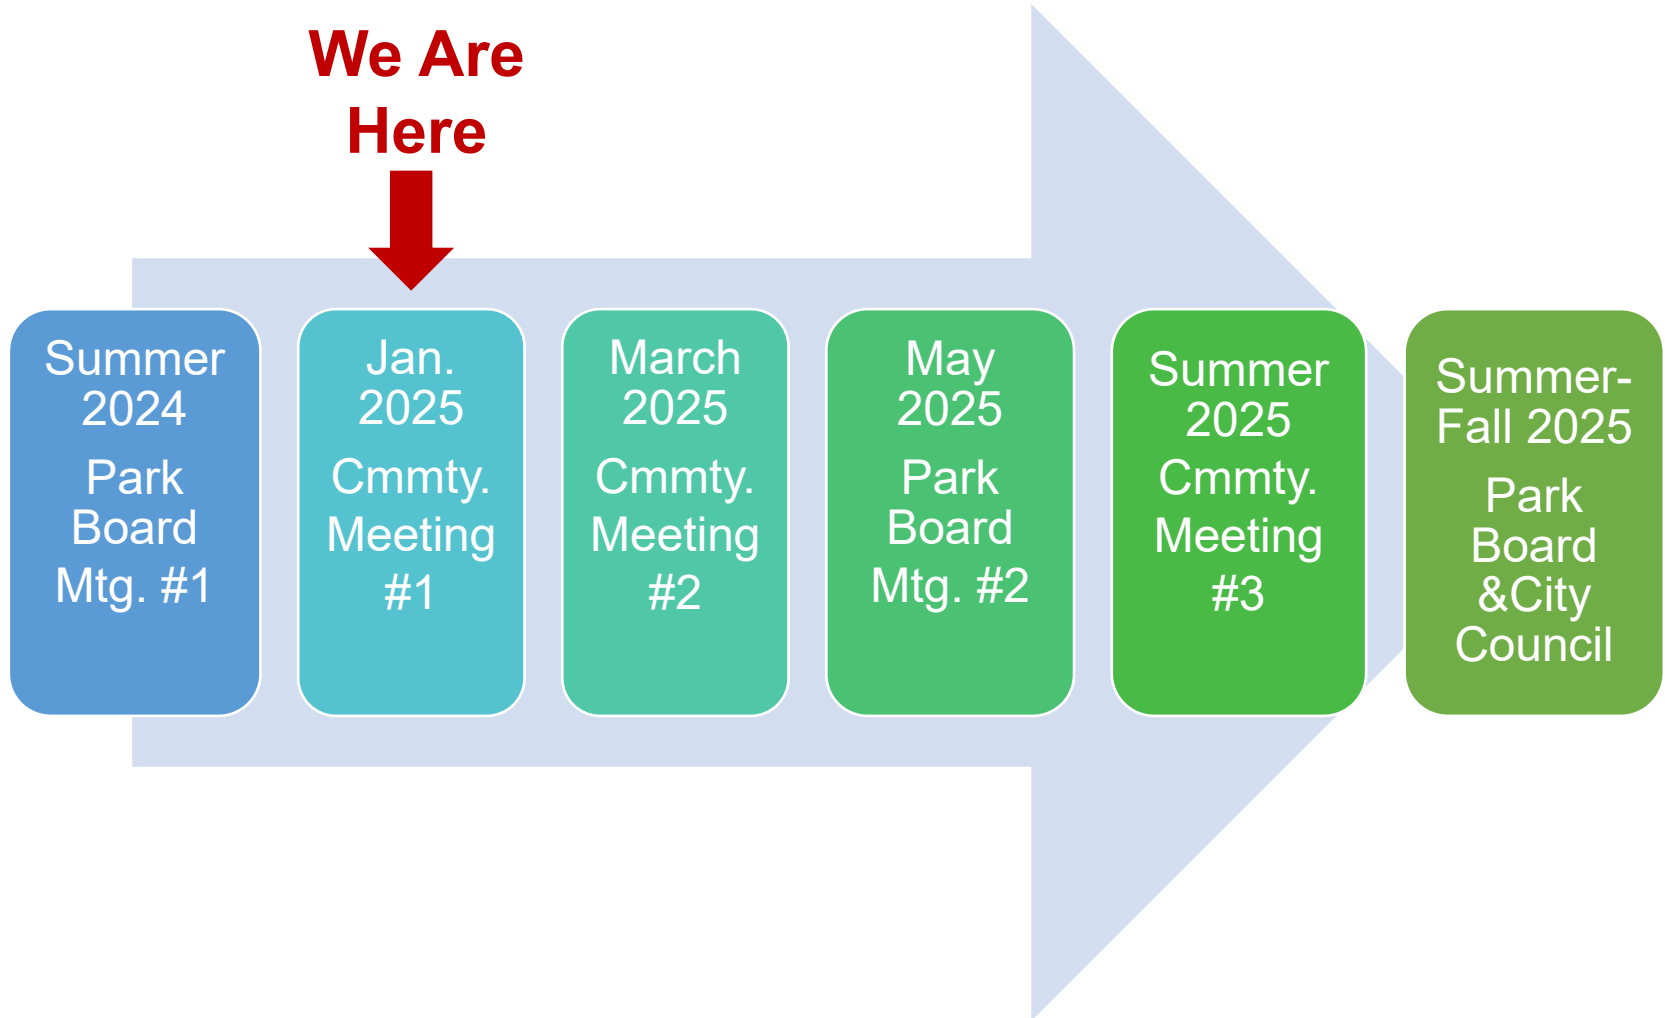 We Are
Here
Summer
2024
Park
Board
Mtg. #1
Jan.
2025
Cmmty.
Meeting
#1
March
2025
Cmmty.
Meeting
#2
May
2025
Park
Board
Mtg. #2
Summer
2025
Cmmty.
Meeting
#3
Summer-
Fall 2025
Park
Board
&City
Council